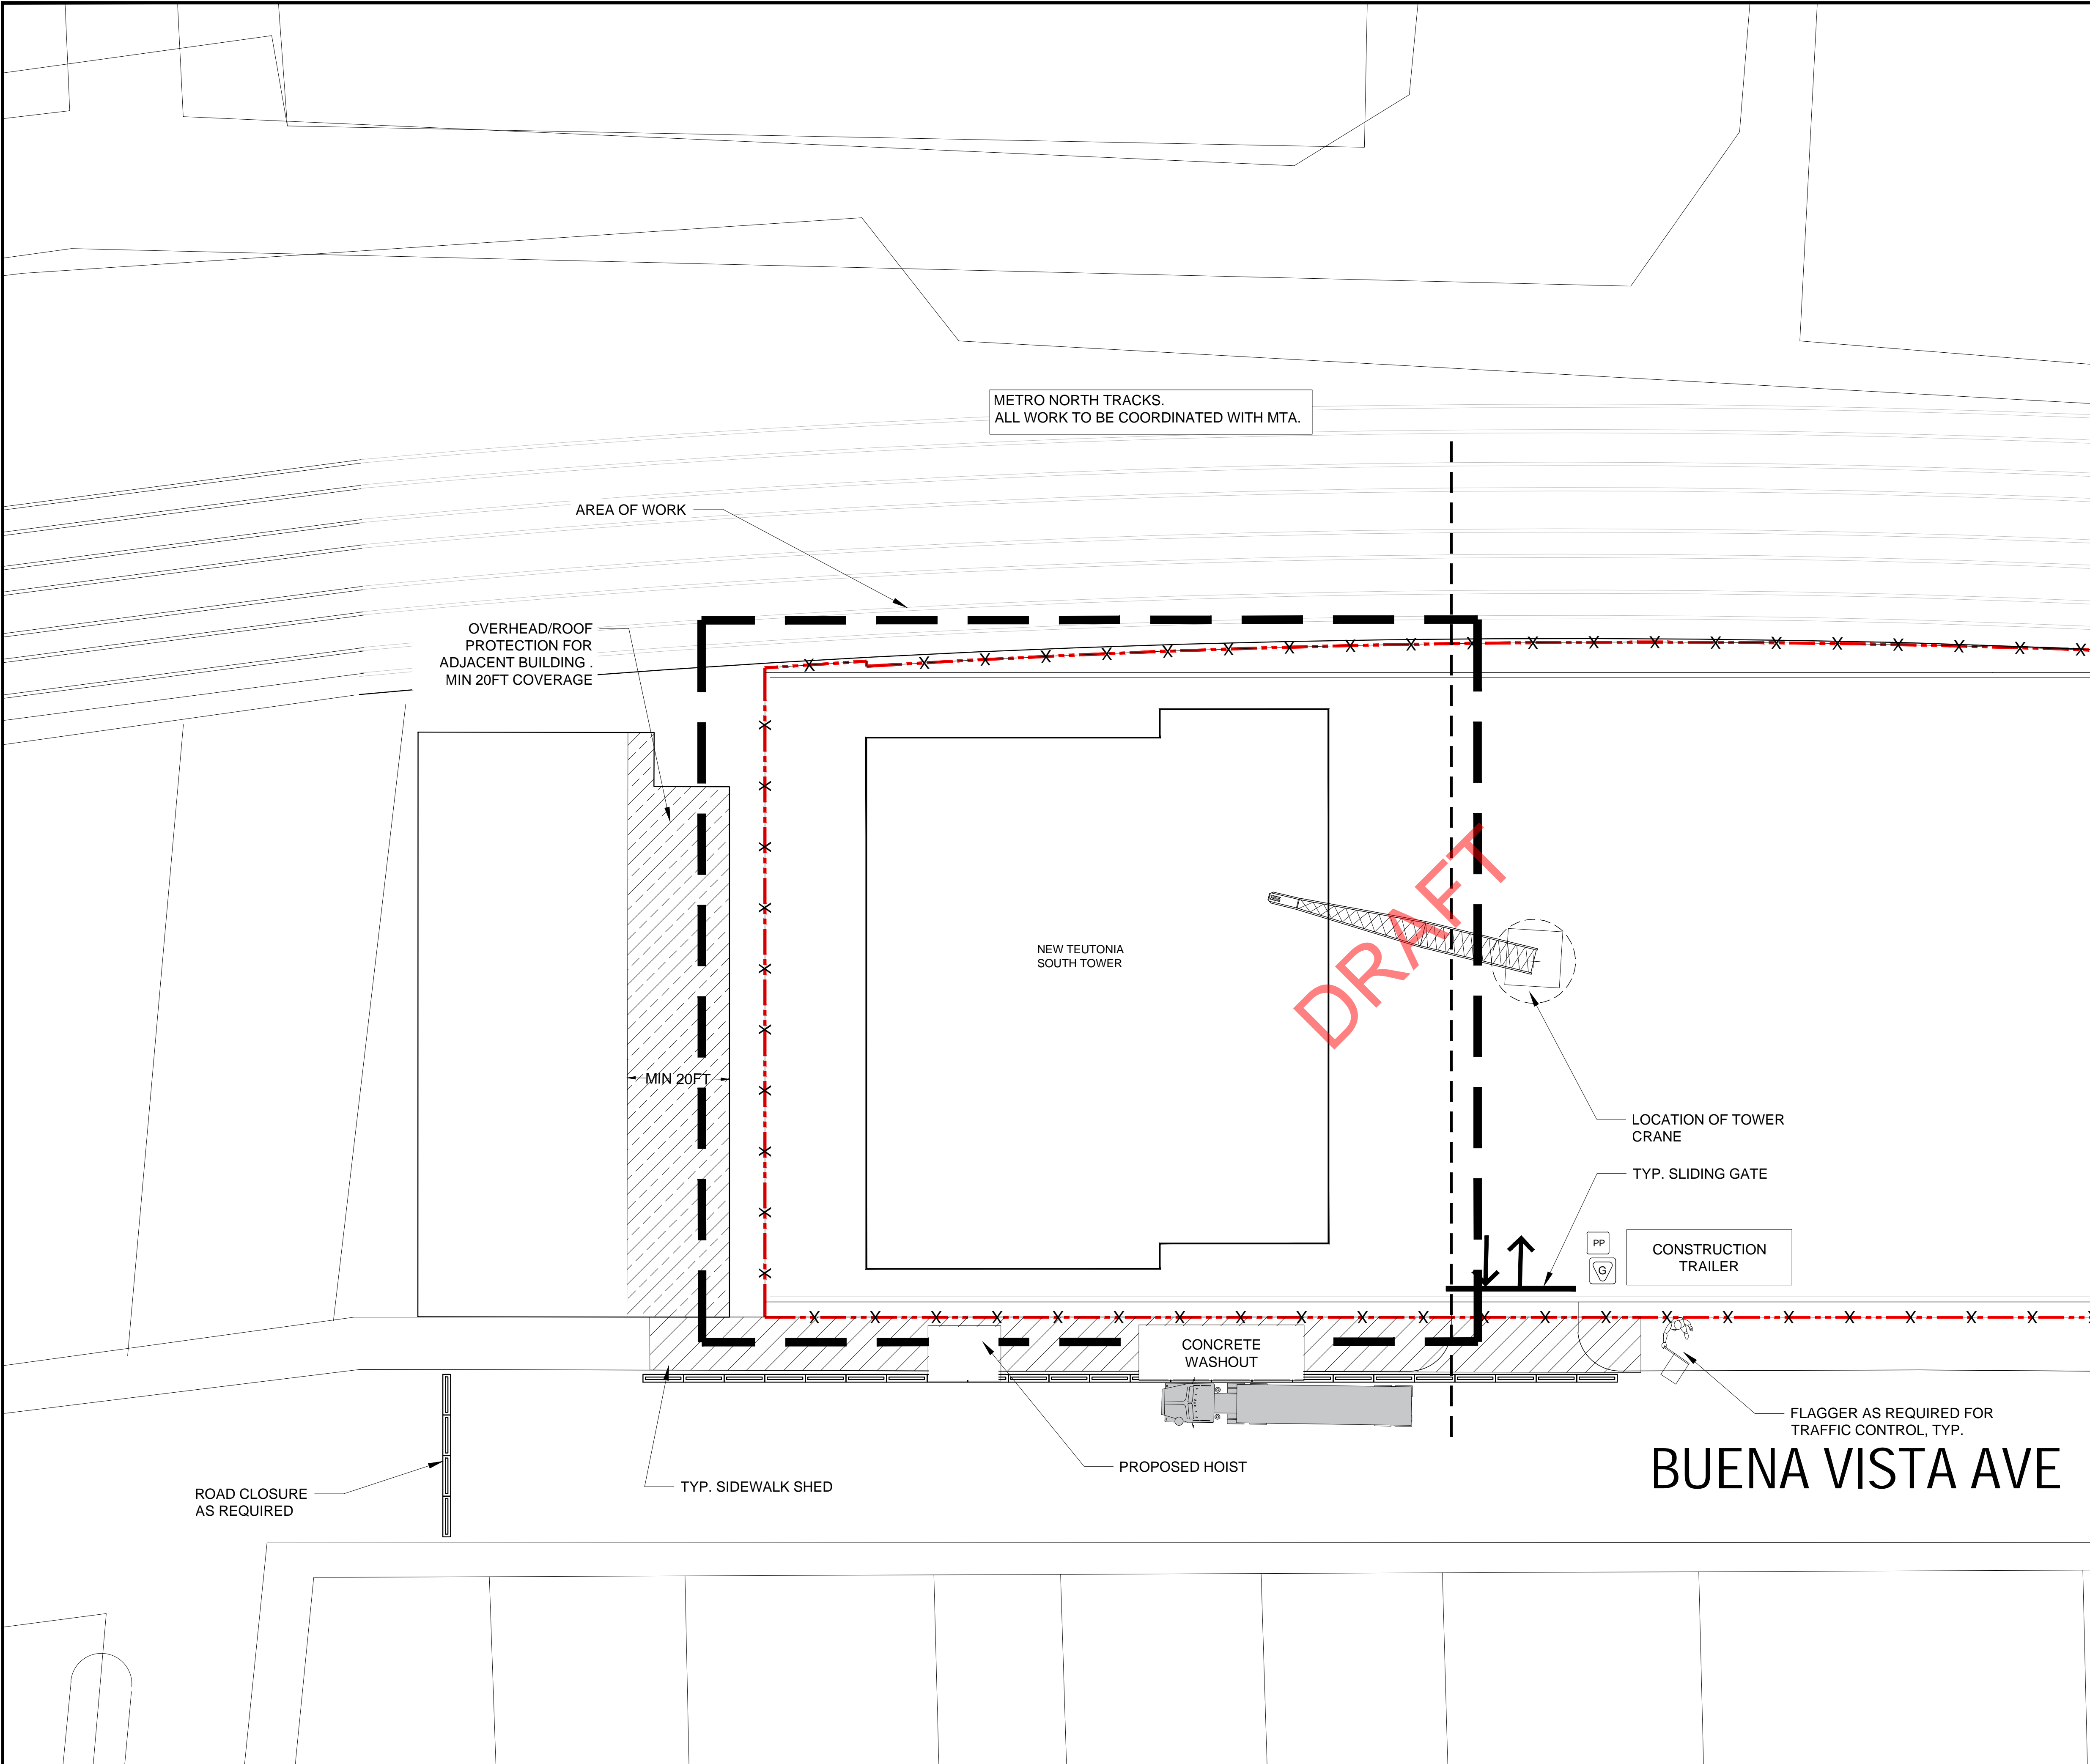 METRO NORTH TRACKS.
ALL WORK TO BE COORDINATED WITH MTA.
AREA OF WORK
OVERHEAD/ROOF
PROTECTION FOR
ADJACENT BUILDING .
MIN 20FT COVERAGE
NEW TEUTONIA
SOUTH TOWER
DRAFT
MIN 20FT
LOCATION OF TOWER
CRANE
TYP. SLIDING GATE
PP
G
CONSTRUCTION
TRAILER
CONCRETE
WASHOUT
FLAGGER AS REQUIRED FOR
TRAFFIC CONTROL, TYP.
BUENA VISTA AVE
PROPOSED HOIST
TYP. SIDEWALK SHED
ROAD CLOSURE
AS REQUIRED